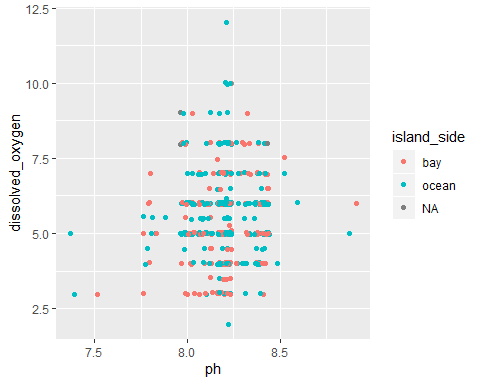 12.5
10.0
7.5
5.0
2.5
dissolved_oxygen
7.5 8.0 8.5
ph
island_side
bay
ocean
NA